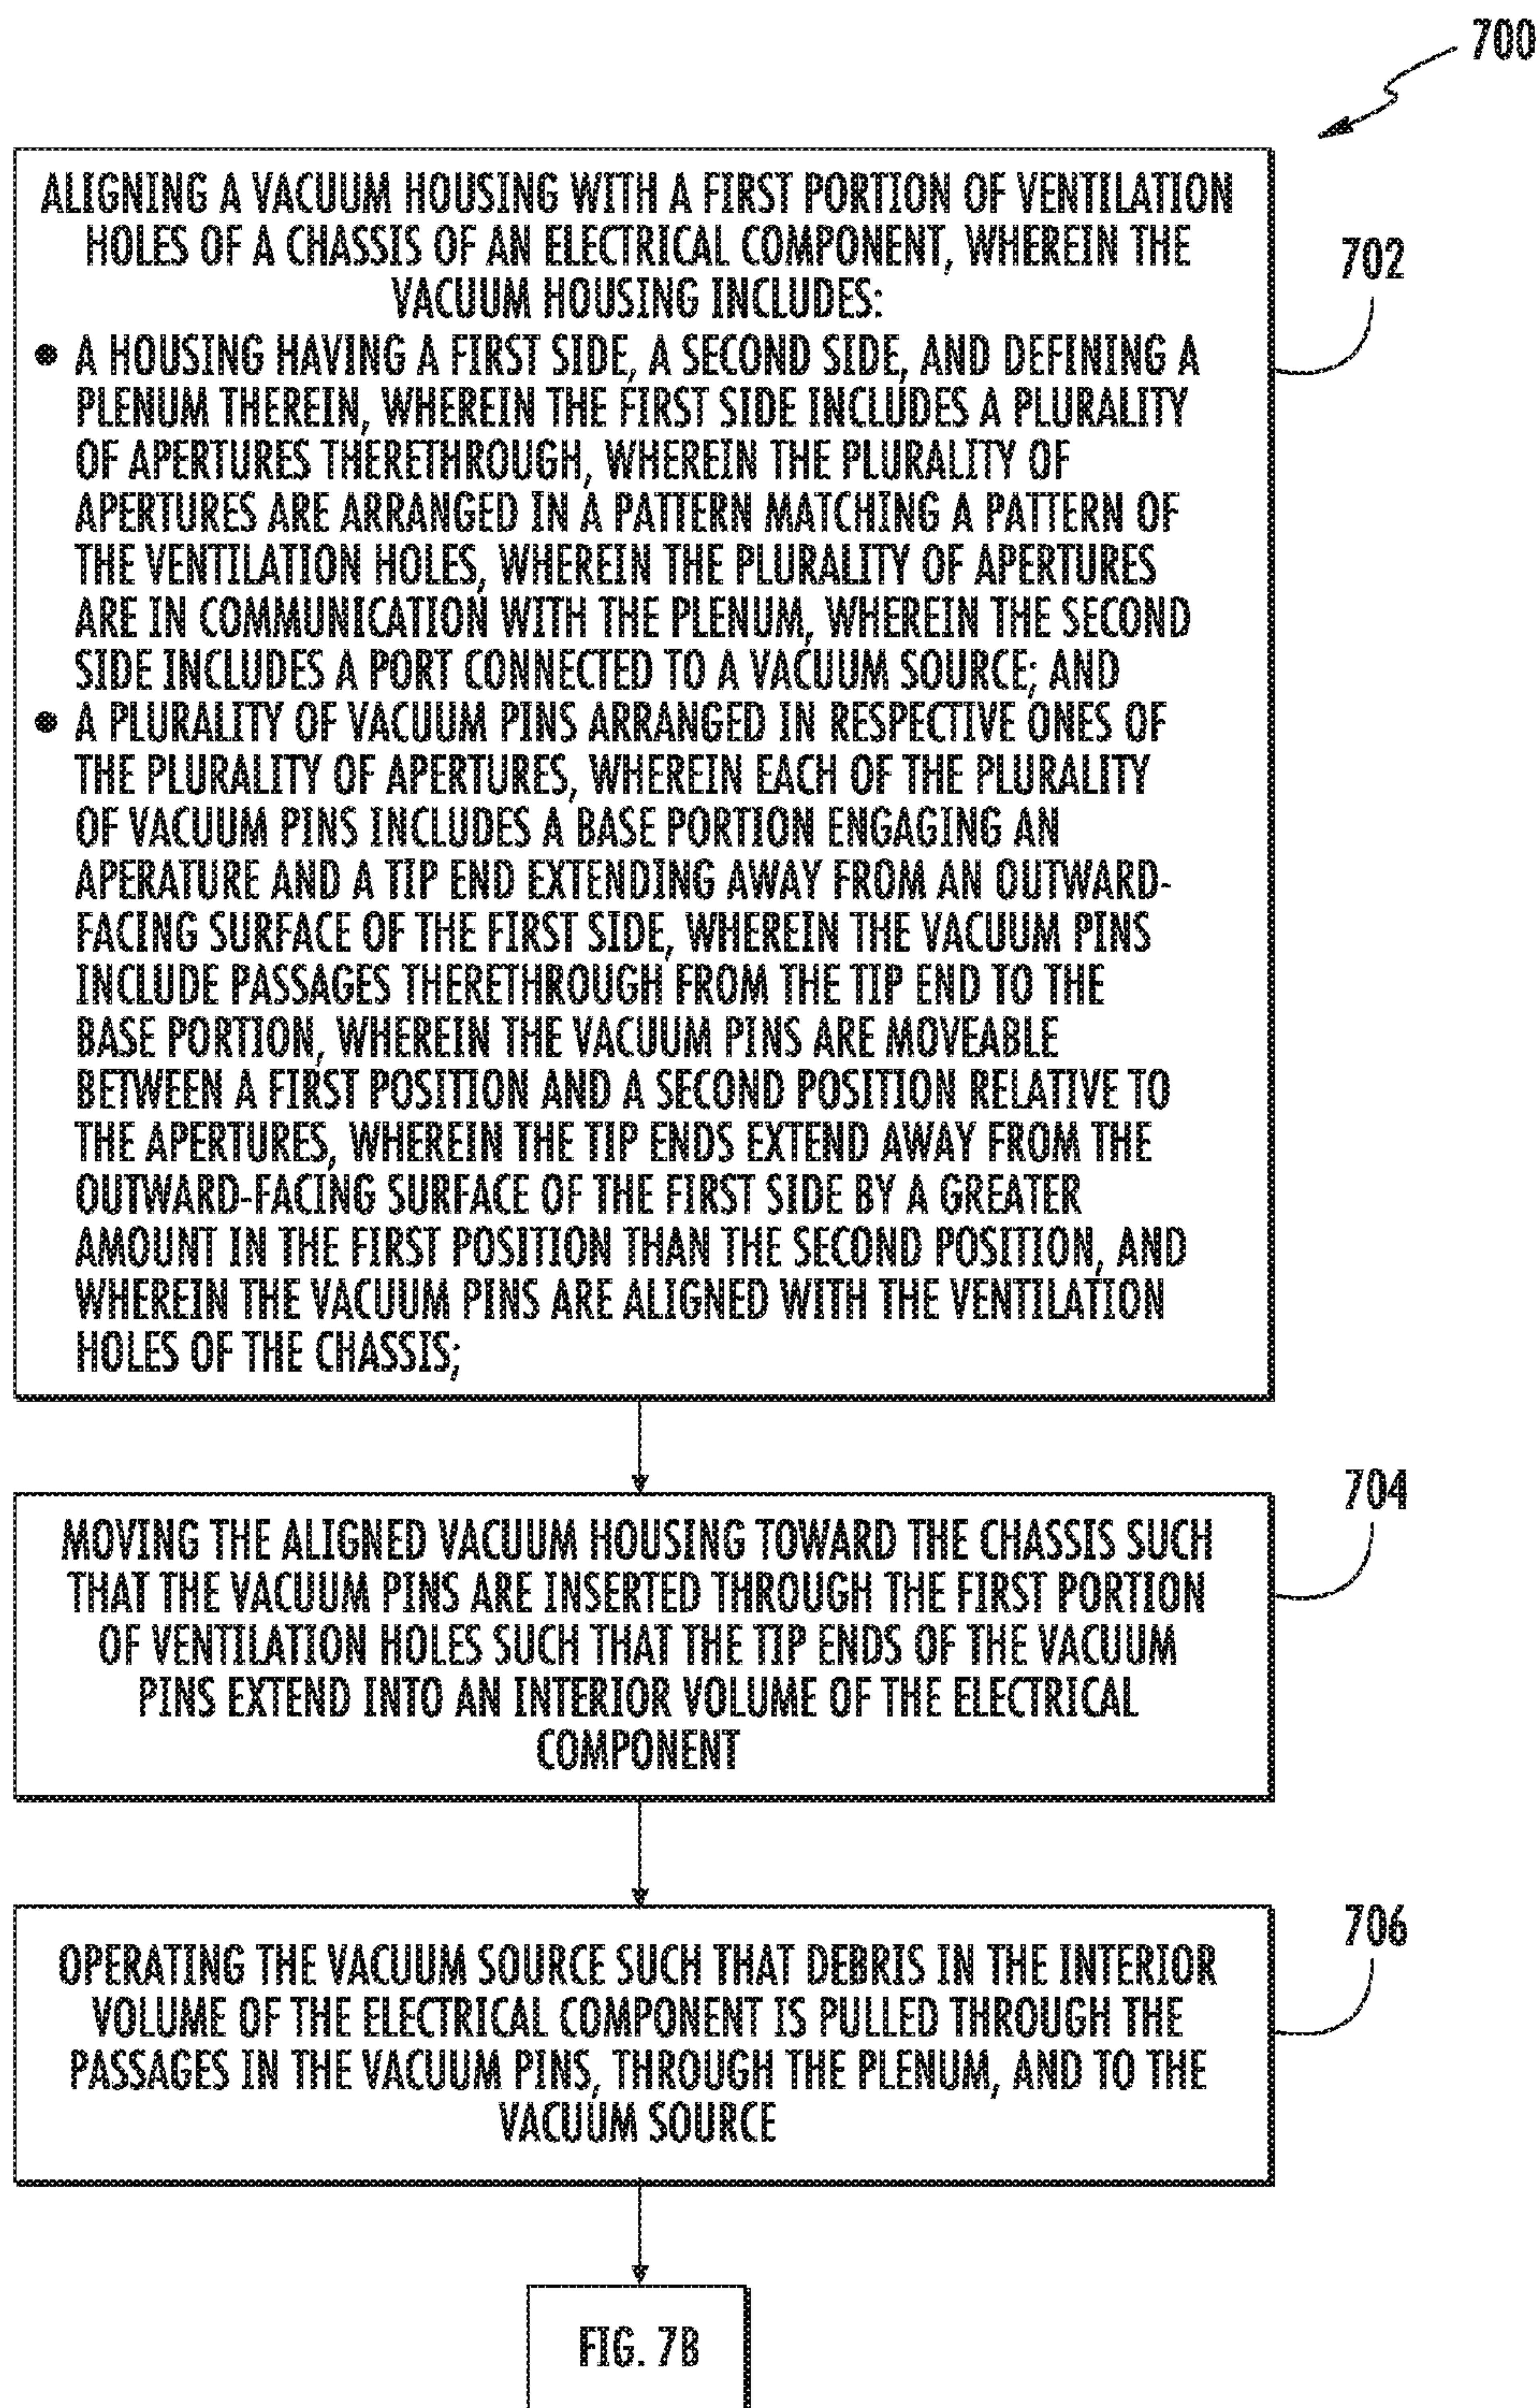 700
ALIGNING A VACUUM HOUSING WITH A FIRST PORTION OF VENTILATION
HOLES OF A CHASSIS OF AN ELECTRICAL COMPONENT, WHEREIN THE
VACUUM HOUSING INCLUDES:
702
• A HOUSING HAVING A FIRST SIDE, A SECOND SIDE, AND DEFINING A
PLENUM THEREIN, WHEREIN THE FIRST SIDE INCLUDES A PLURALITY
OF APERTURES THERETHROUGH, WHEREIN THE PLURALITY OF
APERTURES ARE ARRANGED IN A PATTERN MATCHING A PATTERN OF
THE VENTILATION HOLES, WHEREIN THE PLURALITY OF APERTURES
ARE IN COMMUNICATION WITH THE PLENUM, WHEREIN THE SECOND
SIDE INCLUDES A PORT CONNECTED TO A VACUUM SOURCE; AND
• A PLURALITY OF VACUUM PINS ARRANGED IN RESPECTIVE ONES OF
THE PLURALITY OF APERTURES, WHEREIN EACH OF THE PLURALITY
OF VACUUM PINS INCLUDES A BASE PORTION ENGAGING AN
APERATURE AND A TIP END EXTENDING AWAY FROM AN OUTWARD-
FACING SURFACE OF THE FIRST SIDE, WHEREIN THE VACUUM PINS
INCLUDE PASSAGES THERETHROUGH FROM THE TIP END TO THE
BASE PORTION, WHEREIN THE VACUUM PINS ARE MOVEABLE
BETWEEN A FIRST POSITION AND A SECOND POSITION RELATIVE TO
THE APERTURES, WHEREIN THE TIP ENDS EXTEND AWAY FROM THE
OUTWARD-FACING SURFACE OF THE FIRST SIDE BY A GREATER
AMOUNT IN THE FIRST POSITION THAN THE SECOND POSITION, AND
WHEREIN THE VACUUM PINS ARE ALIGNED WITH THE VENTILATION
HOLES OF THE CHASSIS;
704
MOVING THE ALIGNED VACUUM HOUSING TOWARD THE CHASSIS SUCH
THAT THE VACUUM PINS ARE INSERTED THROUGH THE FIRST PORTION
OF VENTILATION HOLES SUCH THAT THE TIP ENDS OF THE VACUUM
PINS EXTEND INTO AN INTERIOR VOLUME OF THE ELECTRICAL
COMPONENT
706
OPERATING THE VACUUM SOURCE SUCH THAT DEBRIS IN THE INTERIOR
VOLUME OF THE ELECTRICAL COMPONENT IS PULLED THROUGH THE
PASSAGES IN THE VACUUM PINS, THROUGH THE PLENUM, AND TO THE
VACUUM SOURCE
FIG. 7B